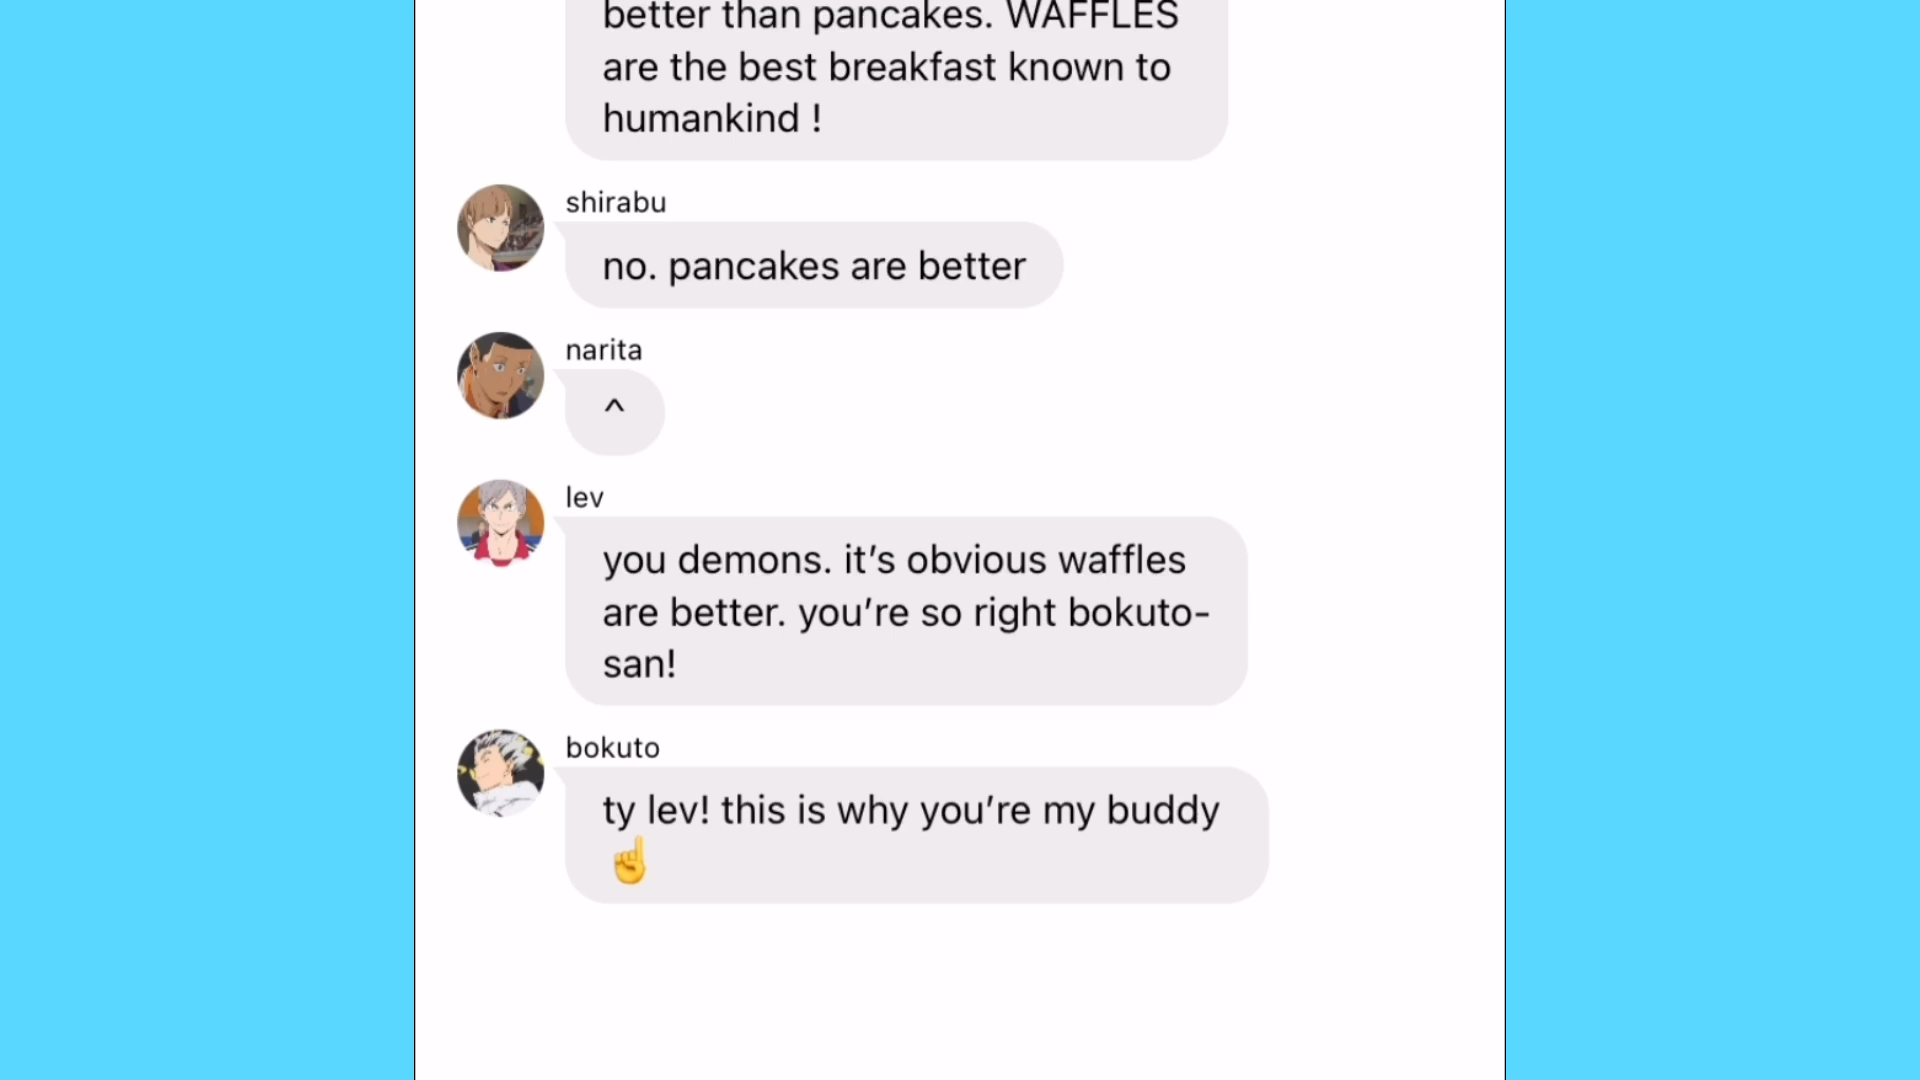 better than pancakes. WAFFLES
are the best breakfast known to
humankind !
shirabu
no. pancakes are better
narita
^
lev
you demons. it’s obvious waffles
are better. you’re so right bokuto-
san!
bokuto
ty lev! this is why you’re my buddy
☝️